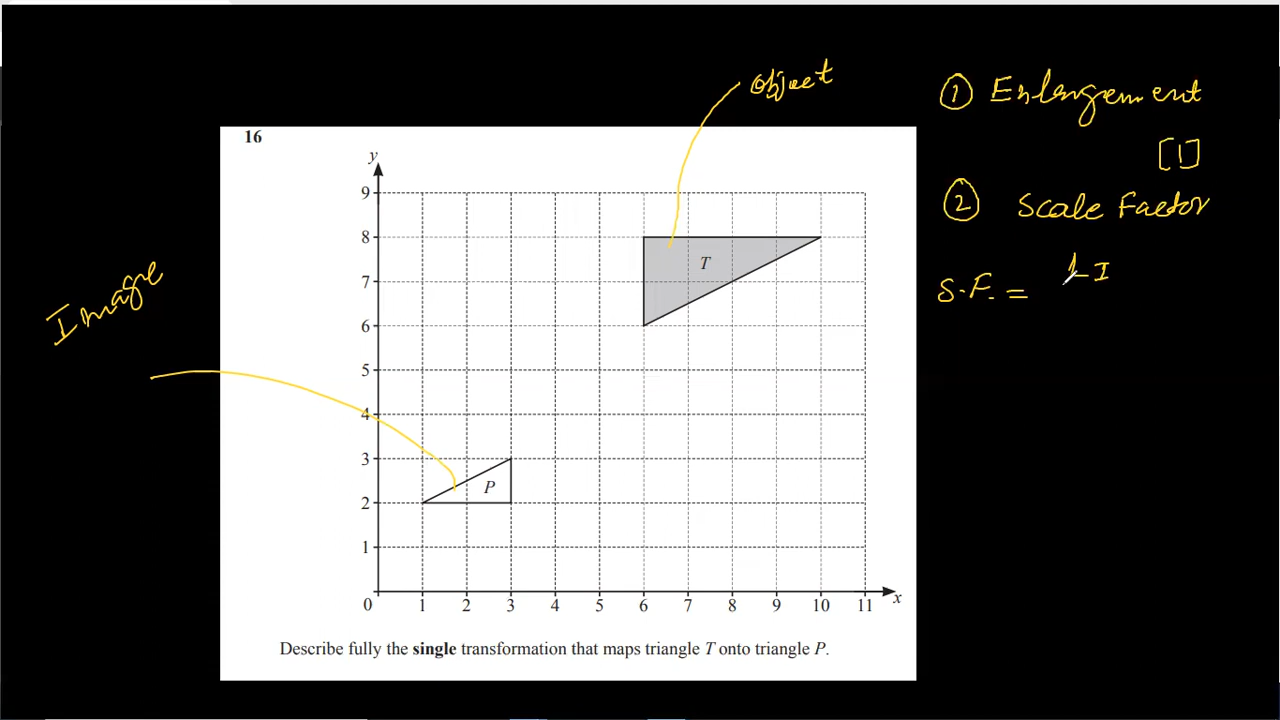 object
① Enlargement
[1]
② Scale Factor
S.F. = LI
Image
16
y
9
8
7
6
5
4
3
2
1
T
P
0 1 2 3 4 5 6 7 8 9 10 11 x
Describe fully the single transformation that maps triangle T onto triangle P.